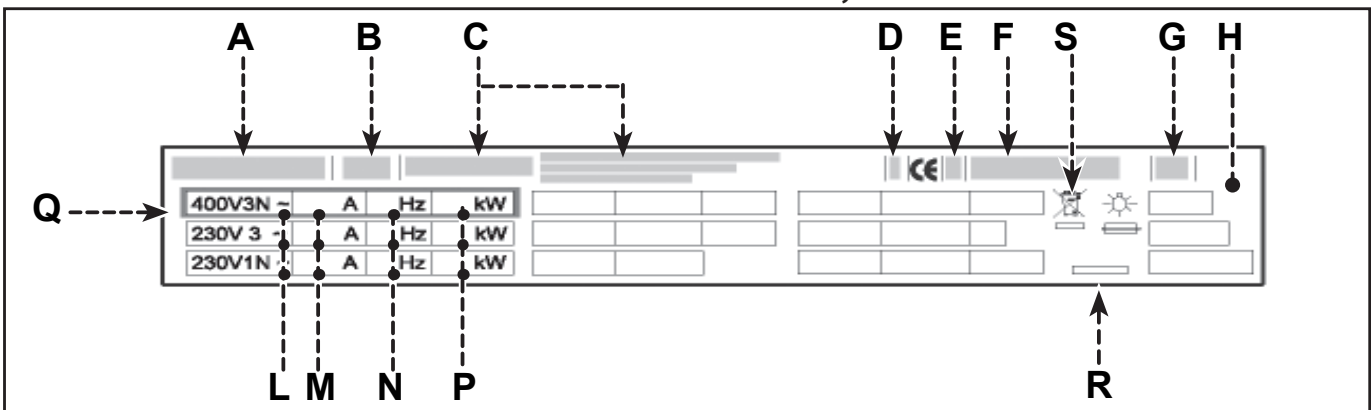 A B C D E F S G H
CE
Q
400V3N ~ A Hz kW
230V 3 ~ A Hz kW
230V1N ~ A Hz kW
L M N P R